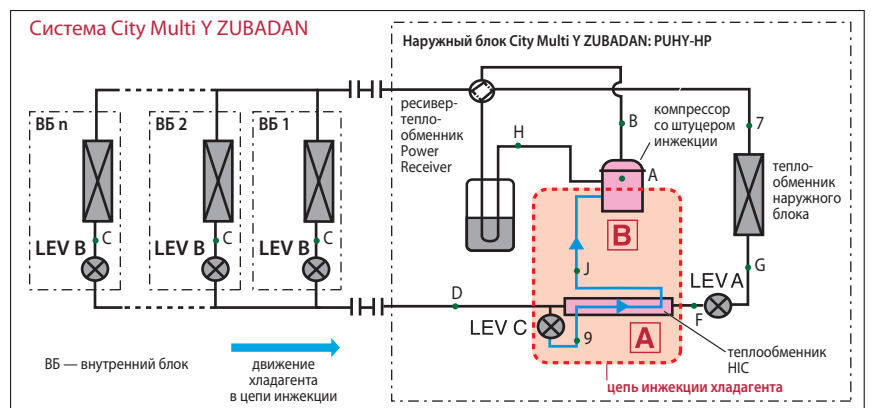 Система City Multi Y ZUBADAN
Наружный блок City Multi Y ZUBADAN: PUHY-HP
ВБ n
ВБ 2
ВБ 1
ресивер-
тепло-
обменник
Power
Receiver
H
B
компрессор
со штуцером
инжекции
A
7
тепло-
обменник
наружного
блока
LEV B
C
LEV B
C
LEV B
C
B
J
G
LEV A
D
F
LEV C
9
A
теплообменник
HIC
цепь инжекции хладагента
ВБ — внутренний блок
движение
хладагента
в цепи инжекции